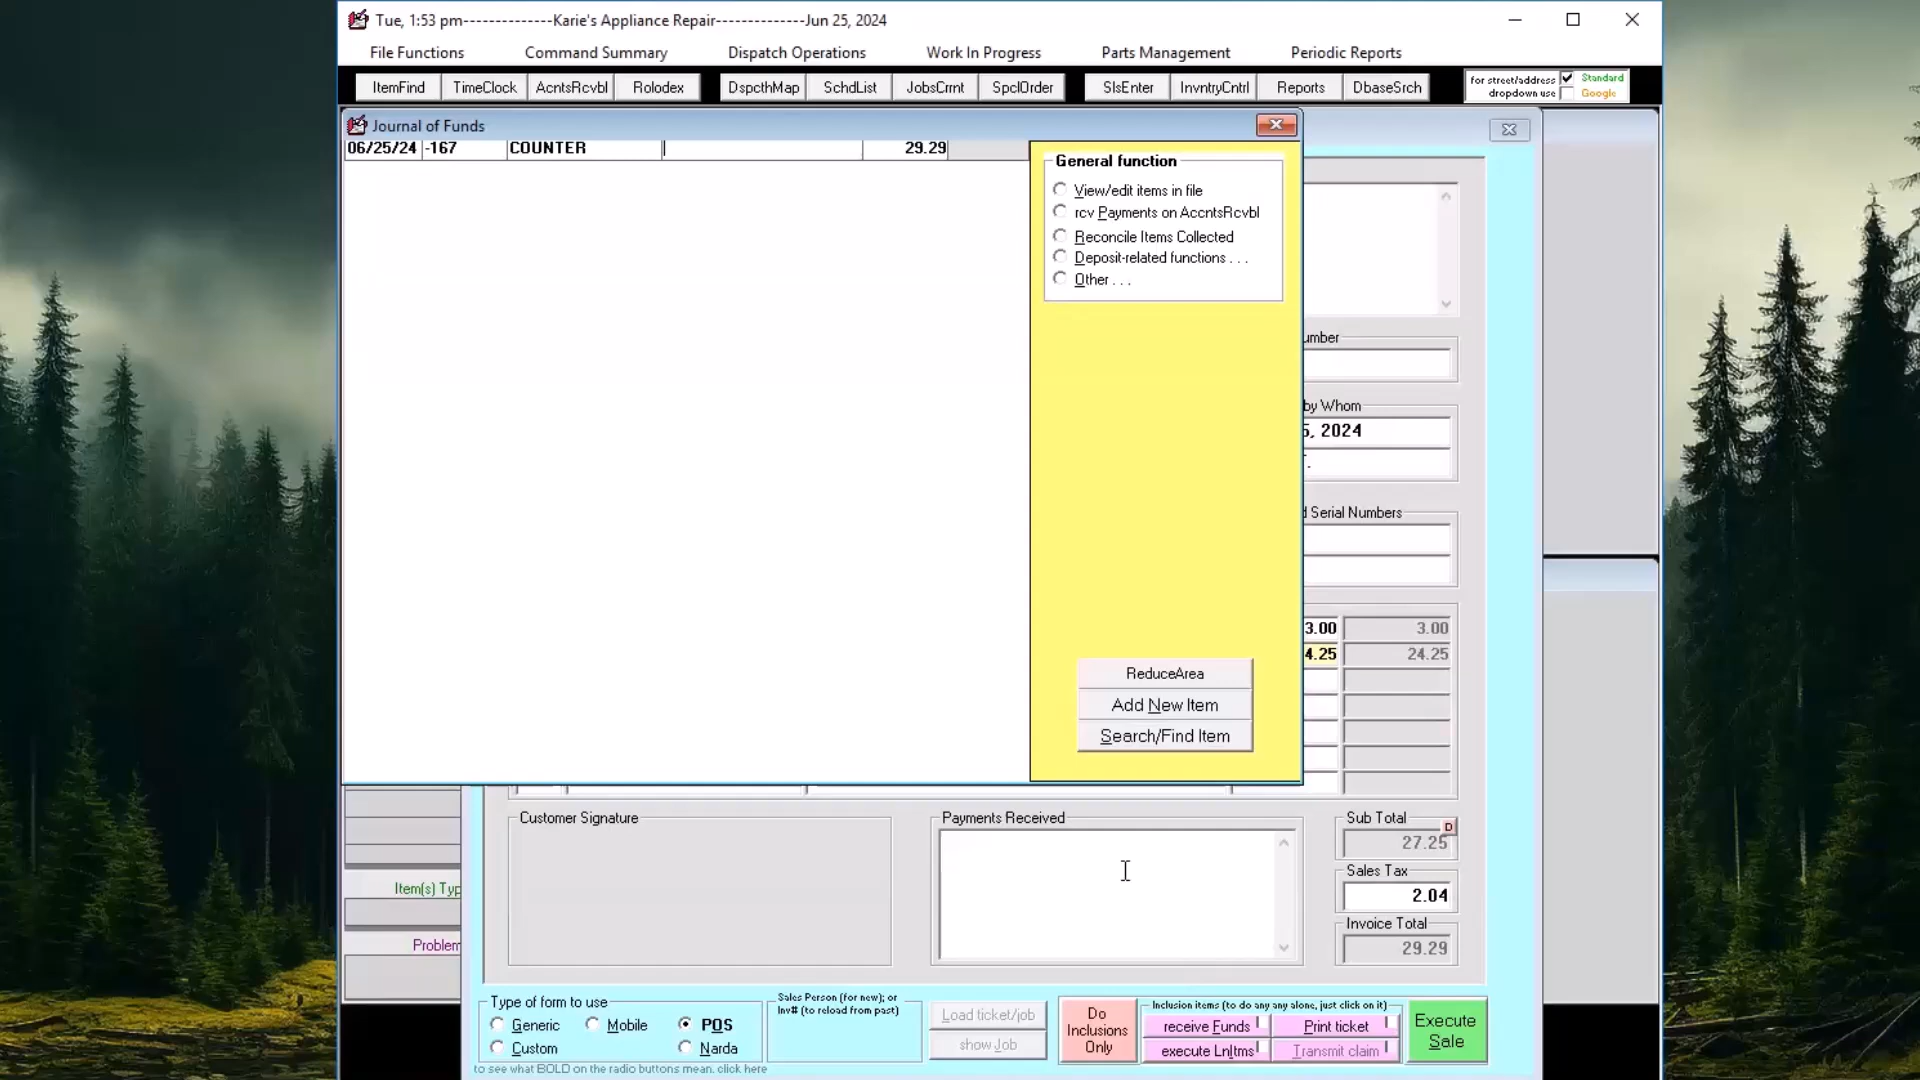 Tue, 1:53 pm--------------Karie's Appliance Repair--------------Jun 25, 2024
File Functions Command Summary Dispatch Operations Work In Progress Parts Management Periodic Reports
ItemFind TimeClock AcntsRcvbl Rolodex DspcthMap SchdList JobsCrrnt SpclOrder SlsEnter InvntryCntrl Reports DbaseSrch
for street/address dropdown use Standard Google
Journal of Funds
06/25/24 -167 COUNTER 29.29
General function
View/edit items in file
rcv Payments on AccntsRcvbl
Reconcile Items Collected
Deposit-related functions . . .
Other . . .
ReduceArea
Add New Item
Search/Find Item
umber
by Whom
5, 2024
d Serial Numbers
3.00 3.00
4.25 24.25
Item(s) Typ
Problem
Customer Signature
Payments Received
Sub Total
D
27.25
Sales Tax
2.04
Invoice Total
29.29
Type of form to use
Generic Mobile POS
Custom Narda
to see what BOLD on the radio buttons mean, click here
Sales Person (for new); or
Inv# (to reload from past)
Load ticket/job
show Job
Do
Inclusions
Only
Inclusion items (to do any any alone, just click on it)
receive Funds Print ticket
execute LnItms Transmit claim
Execute
Sale